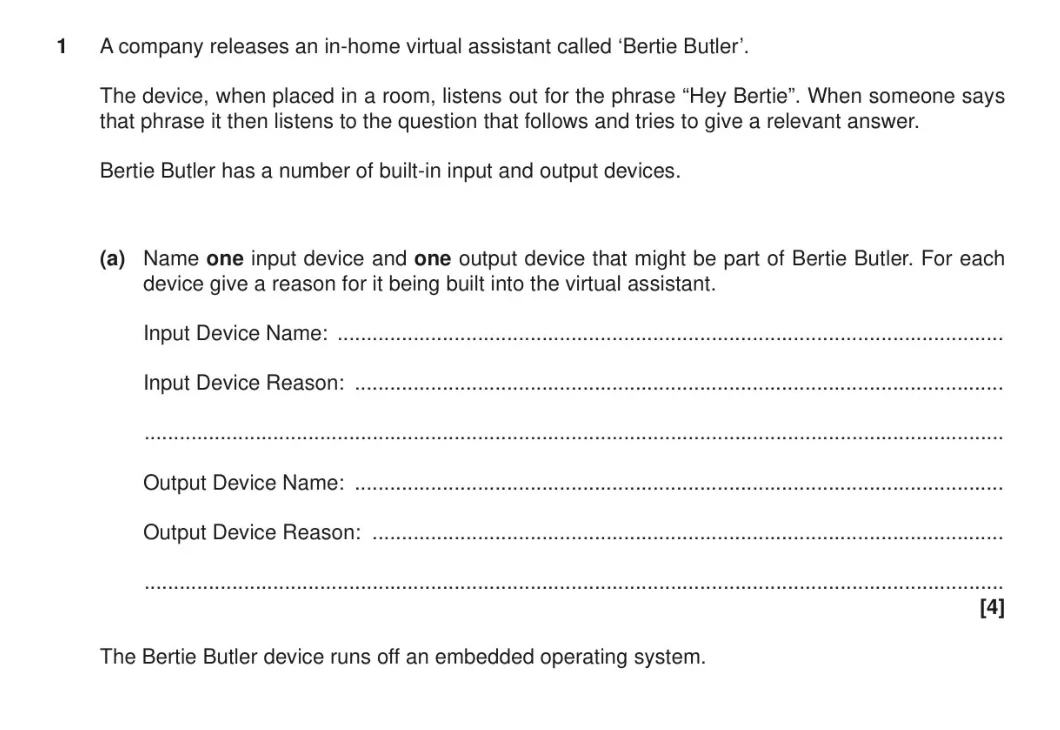 1 A company releases an in-home virtual assistant called ‘Bertie Butler’.
The device, when placed in a room, listens out for the phrase “Hey Bertie”. When someone says
that phrase it then listens to the question that follows and tries to give a relevant answer.
Bertie Butler has a number of built-in input and output devices.
(a) Name one input device and one output device that might be part of Bertie Butler. For each
device give a reason for it being built into the virtual assistant.
Input Device Name: ....................................................................................................................
Input Device Reason: ................................................................................................................
....................................................................................................................................................
Output Device Name: ................................................................................................................
Output Device Reason: .............................................................................................................
....................................................................................................................................................
[4]
The Bertie Butler device runs off an embedded operating system.